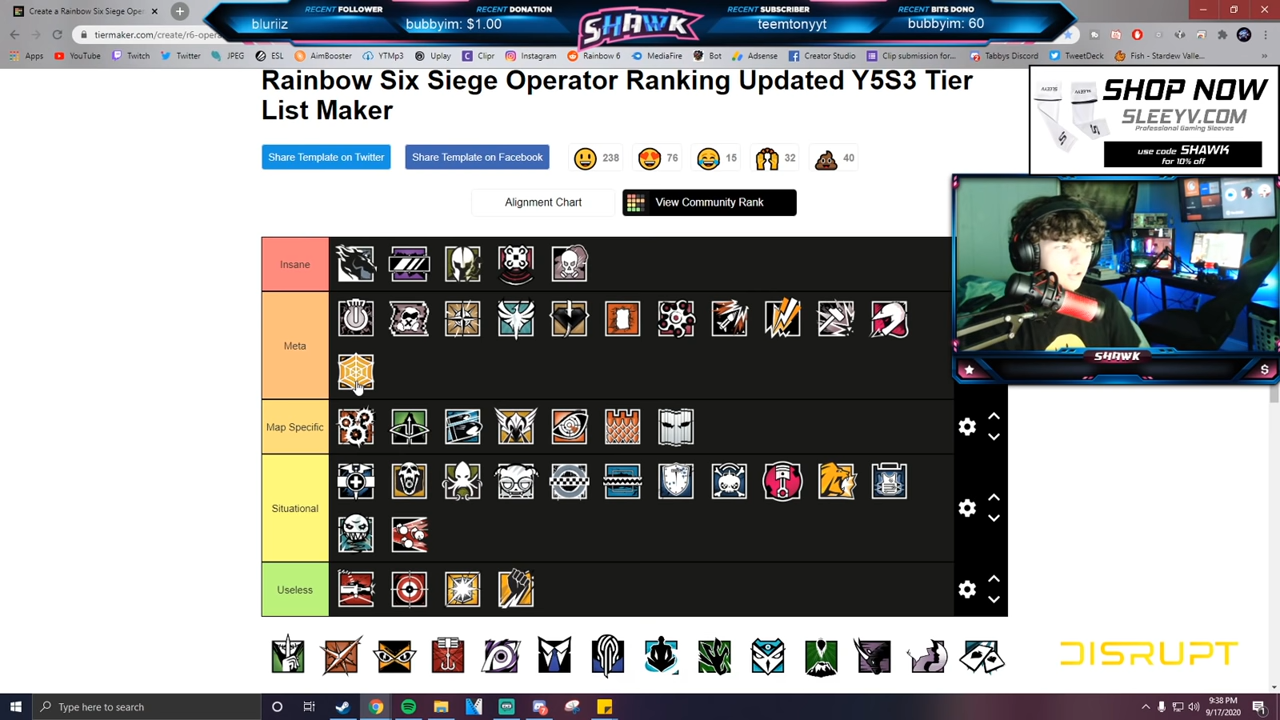 Create a Rainbow Six Siege Oper
RECENT FOLLOWER
bluriiz
RECENT DONATION
bubbyim: $1.00
SHAWK
RECENT SUBSCRIBER
teemtonyyt
RECENT BITS DONO
bubbyim: 60
tiermaker.com/create/r6-opera
Apps YouTube Twitch Twitter JPEG ESL AimBooster YTMp3 Uplay Clipr Instagram Rainbow 6 MediaFire Bot Adsense Creator Studio Clip submission for... Tabbys Discord TweetDeck Fish - Stardew Valle...
Rainbow Six Siege Operator Ranking Updated Y5S3 Tier
List Maker
SHOP NOW
SLEEYV.COM
Professional Gaming Sleeves
use code SHAWK
for 10% off
Share Template on Twitter
Share Template on Facebook
238
76
15
32
40
Alignment Chart
View Community Rank
Insane
Meta
Map Specific
Situational
Useless
SHAWK
DISRUPT
Type here to search
9:38 PM
9/17/2020